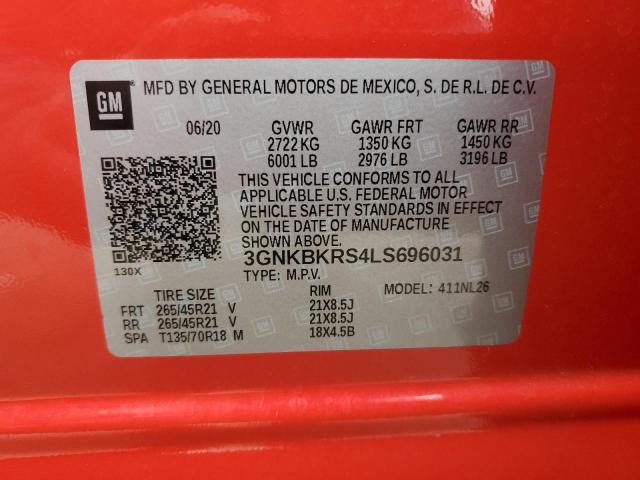 GM MFD BY GENERAL MOTORS DE MEXICO, S. DE R.L. DE C.V.
06/20 GVWR GAWR FRT GAWR RR
2722 KG 1350 KG 1450 KG
6001 LB 2976 LB 3196 LB
THIS VEHICLE CONFORMS TO ALL
APPLICABLE U.S. FEDERAL MOTOR
VEHICLE SAFETY STANDARDS IN EFFECT
ON THE DATE OF MANUFACTURE
SHOWN ABOVE.
3GNKBKRS4LS696031
130X
TYPE: M.P.V. MODEL: 411NL26
TIRE SIZE RIM
FRT 265/45R21 V 21X8.5J
RR 265/45R21 V 21X8.5J
SPA T135/70R18 M 18X4.5B